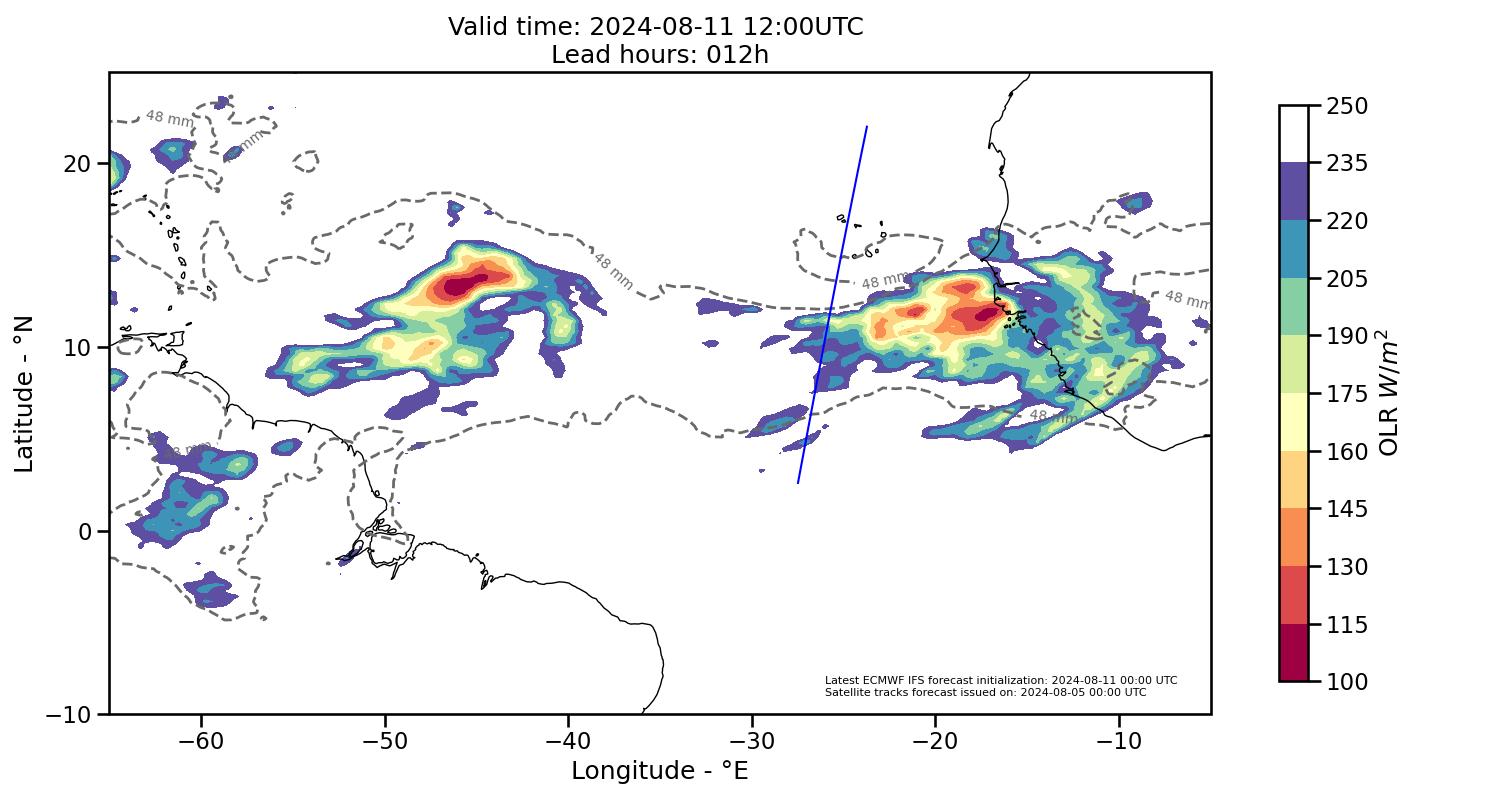 Valid time: 2024-08-11 12:00UTC
Lead hours: 012h
250
235
220
205
190
175
160
145
130
115
100
OLR W/m²
Latitude - °N
20
10
0
−10
48 mm
mm
48 mm
48 mm
48 mm
48 mm
48 mm
Latest ECMWF IFS forecast initialization: 2024-08-11 00:00 UTC
Satellite tracks forecast issued on: 2024-08-05 00:00 UTC
−60
−50
−40
−30
−20
−10
Longitude - °E